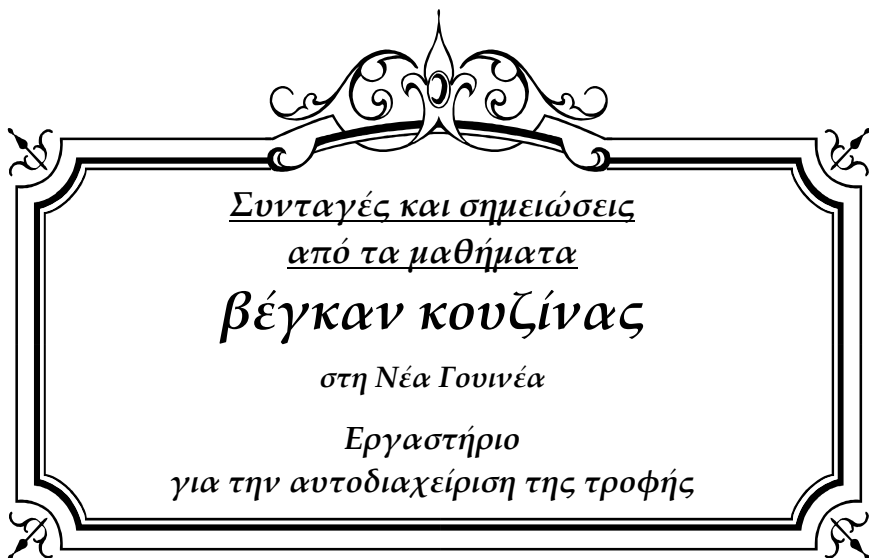 Συνταγές και σημειώσεις
από τα μαθήματα
βέγκαν κουζίνας
στη Νέα Γουινέα
Εργαστήριο
για την αυτοδιαχείριση της τροφής